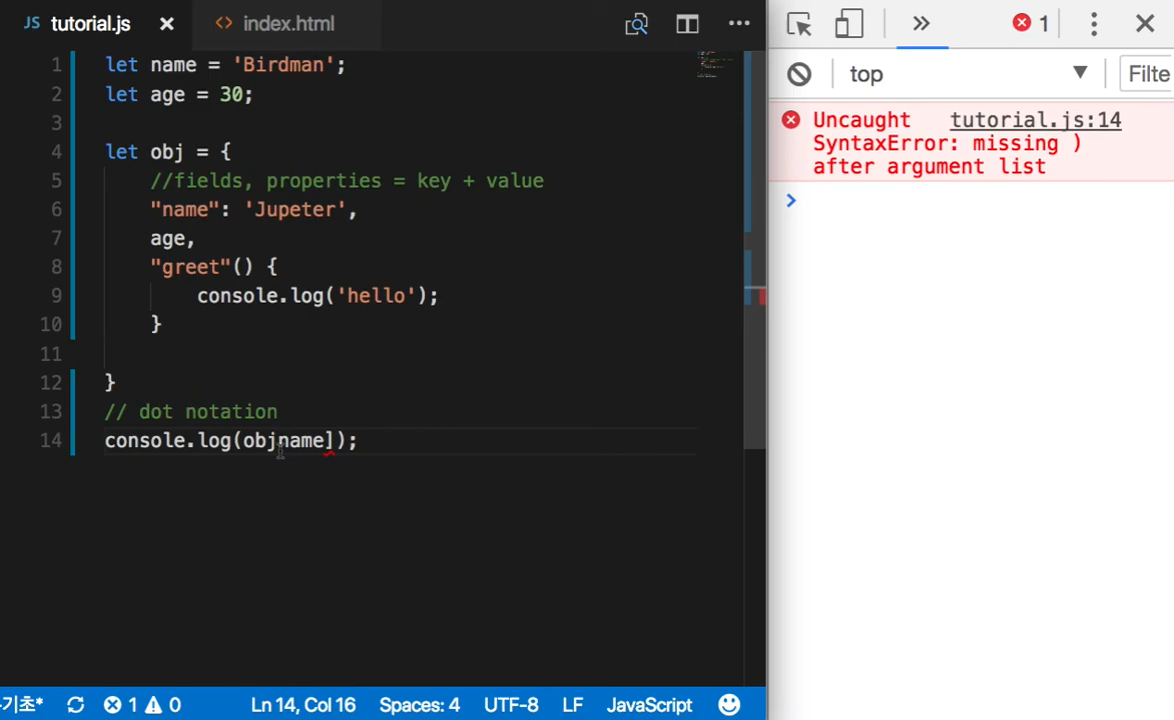 JS tutorial.js × <> index.html
1 let name = 'Birdman';
2 let age = 30;
3
4 let obj = {
5 //fields, properties = key + value
6 "name": 'Jupeter',
7 age,
8 "greet"() {
9 console.log('hello');
10 }
11
12 }
13 // dot notation
14 console.log(objname]);
기초* 1 0 Ln 14, Col 16 Spaces: 4 UTF-8 LF JavaScript
1
top Filte
Uncaught tutorial.js:14
SyntaxError: missing )
after argument list